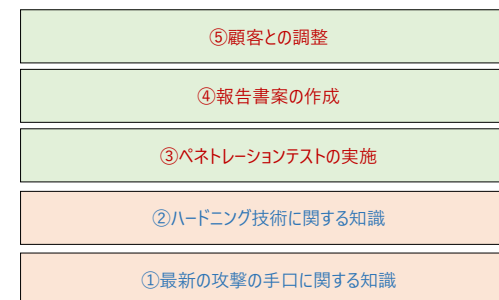 ⑤顧客との調整
④報告書案の作成
③ペネトレーションテストの実施
②ハードニング技術に関する知識
①最新の攻撃の手口に関する知識